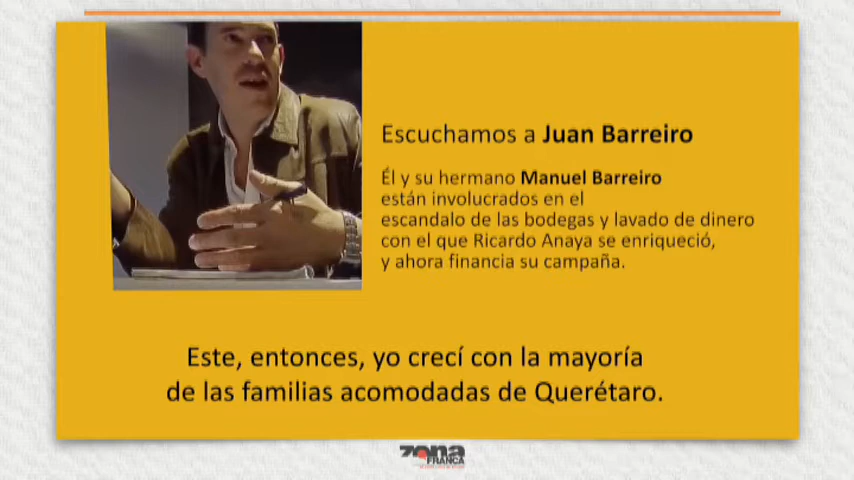 Escuchamos a Juan Barreiro
Él y su hermano Manuel Barreiro
están involucrados en el
escandalo de las bodegas y lavado de dinero
con el que Ricardo Anaya se enriqueció,
y ahora financia su campaña.
Este, entonces, yo crecí con la mayoría
de las familias acomodadas de Querétaro.
ZONA
FRANCA